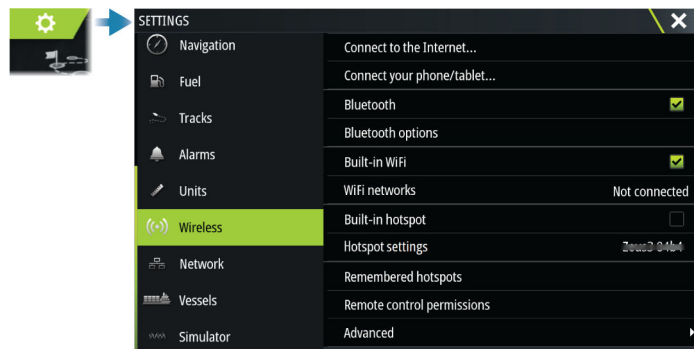 SETTINGS
Navigation
Fuel
Tracks
Alarms
Units
Wireless
Network
Vessels
Simulator
Connect to the Internet...
Connect your phone/tablet...
Bluetooth
Bluetooth options
Built-in WiFi
WiFi networks Not connected
Built-in hotspot
Hotspot settings Zeus3 84b4
Remembered hotspots
Remote control permissions
Advanced